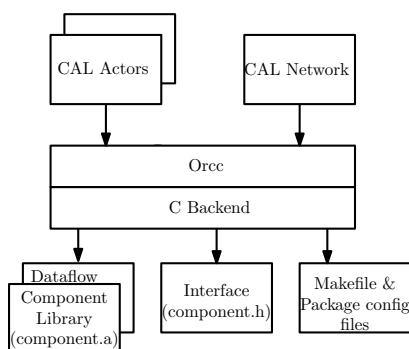 CAL Actors
CAL Network
Orcc
C Backend
Dataflow
Component
Library
(component.a)
Interface
(component.h)
Makefile &
Package config
files